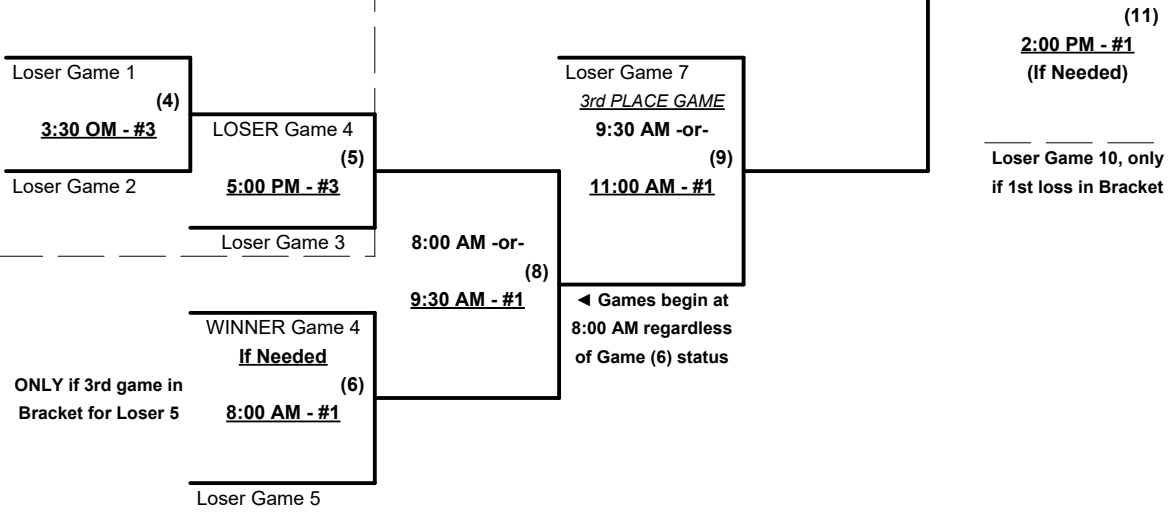 (11)
2:00 PM - #1
(If Needed)
Loser Game 10, only
if 1st loss in Bracket
Loser Game 1
(4)
3:30 OM - #3
Loser Game 2
LOSER Game 4
(5)
5:00 PM - #3
Loser Game 3
Loser Game 7
3rd PLACE GAME
9:30 AM -or-
(9)
11:00 AM - #1
8:00 AM -or-
(8)
9:30 AM - #1
◄ Games begin at
8:00 AM regardless
of Game (6) status
WINNER Game 4
If Needed
(6)
8:00 AM - #1
ONLY if 3rd game in
Bracket for Loser 5
Loser Game 5